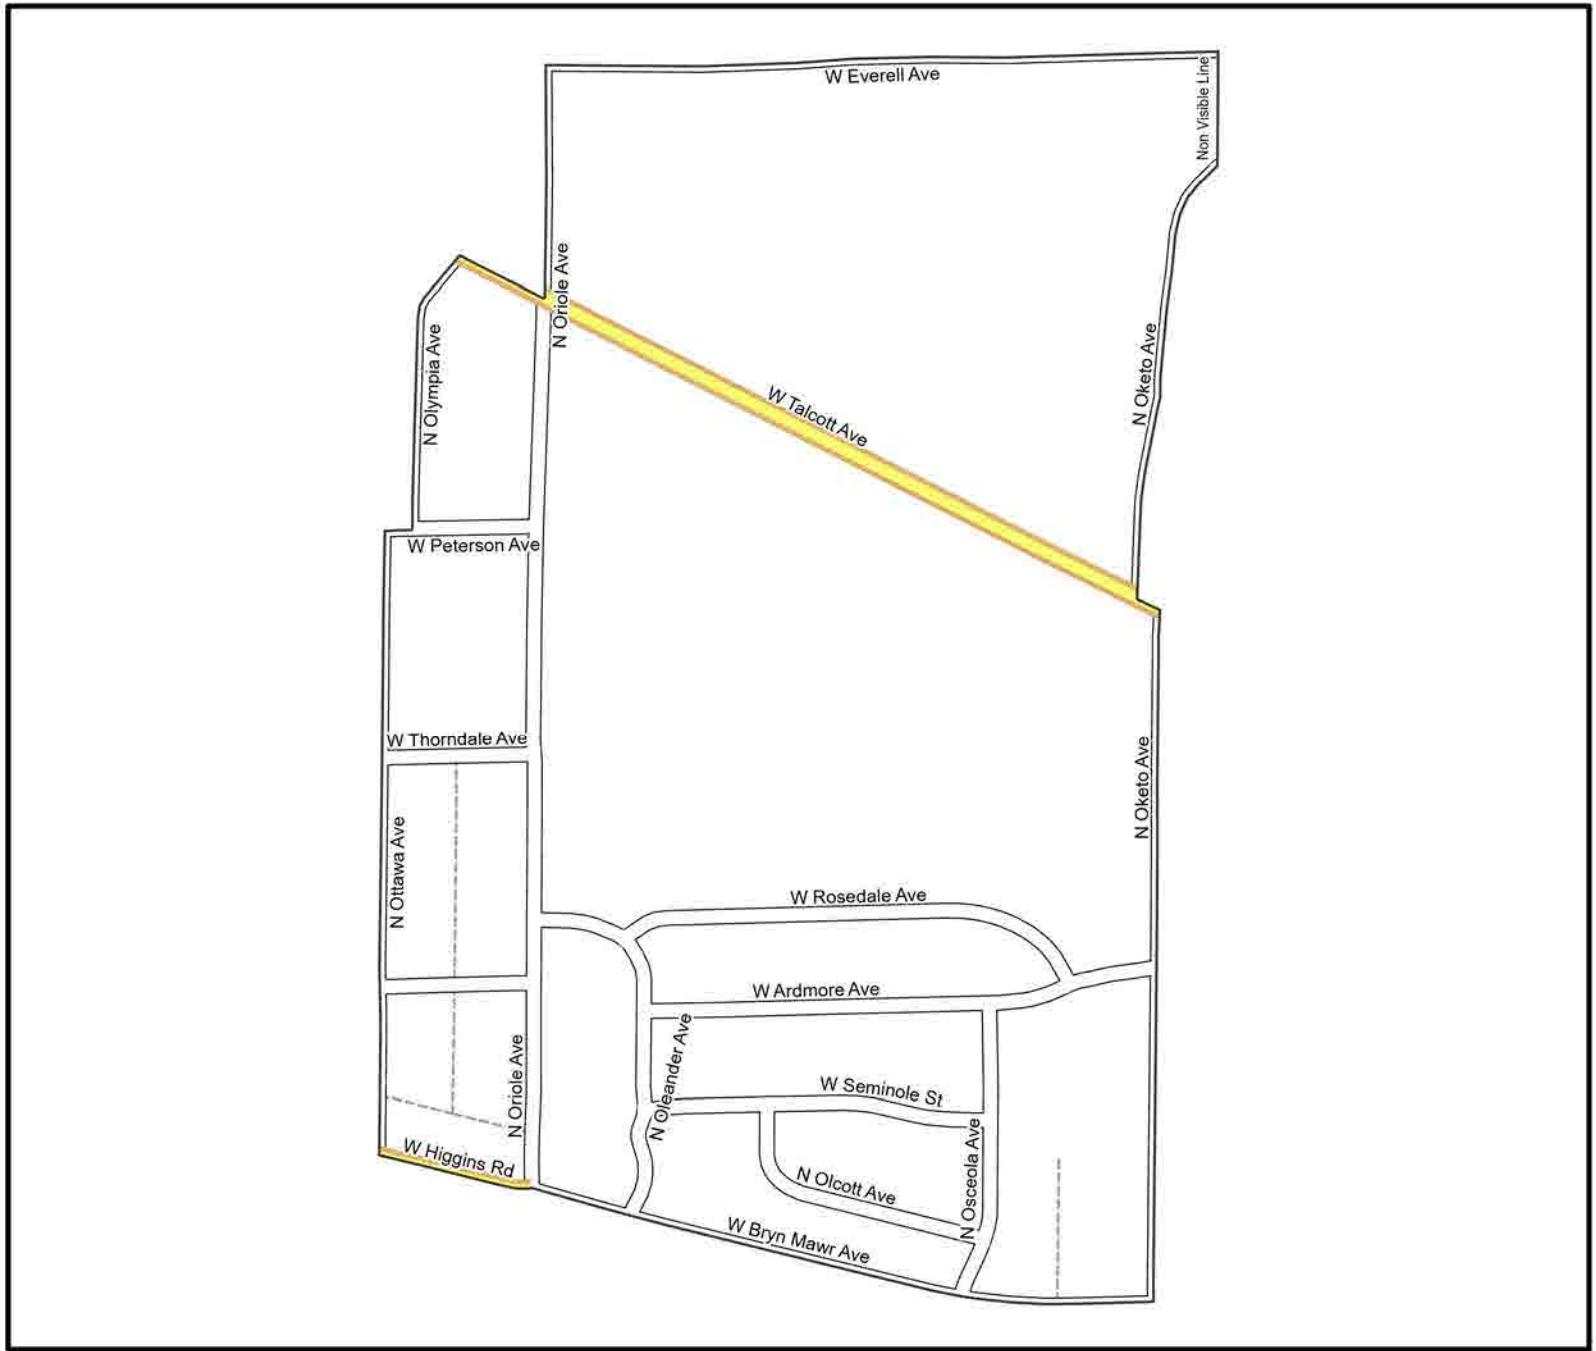 W Everell Ave
Non Visible Line
N Oriole Ave
N Olympia Ave
N Oketo Ave
W Talcott Ave
W Peterson Ave
W Thorndale Ave
N Oketo Ave
N Ottawa Ave
W Rosedale Ave
W Ardmore Ave
N Oleander Ave
N Oriole Ave
W Seminole St
W Higgins Rd
N Olcott Ave
N Osceola Ave
W Bryn Mawr Ave